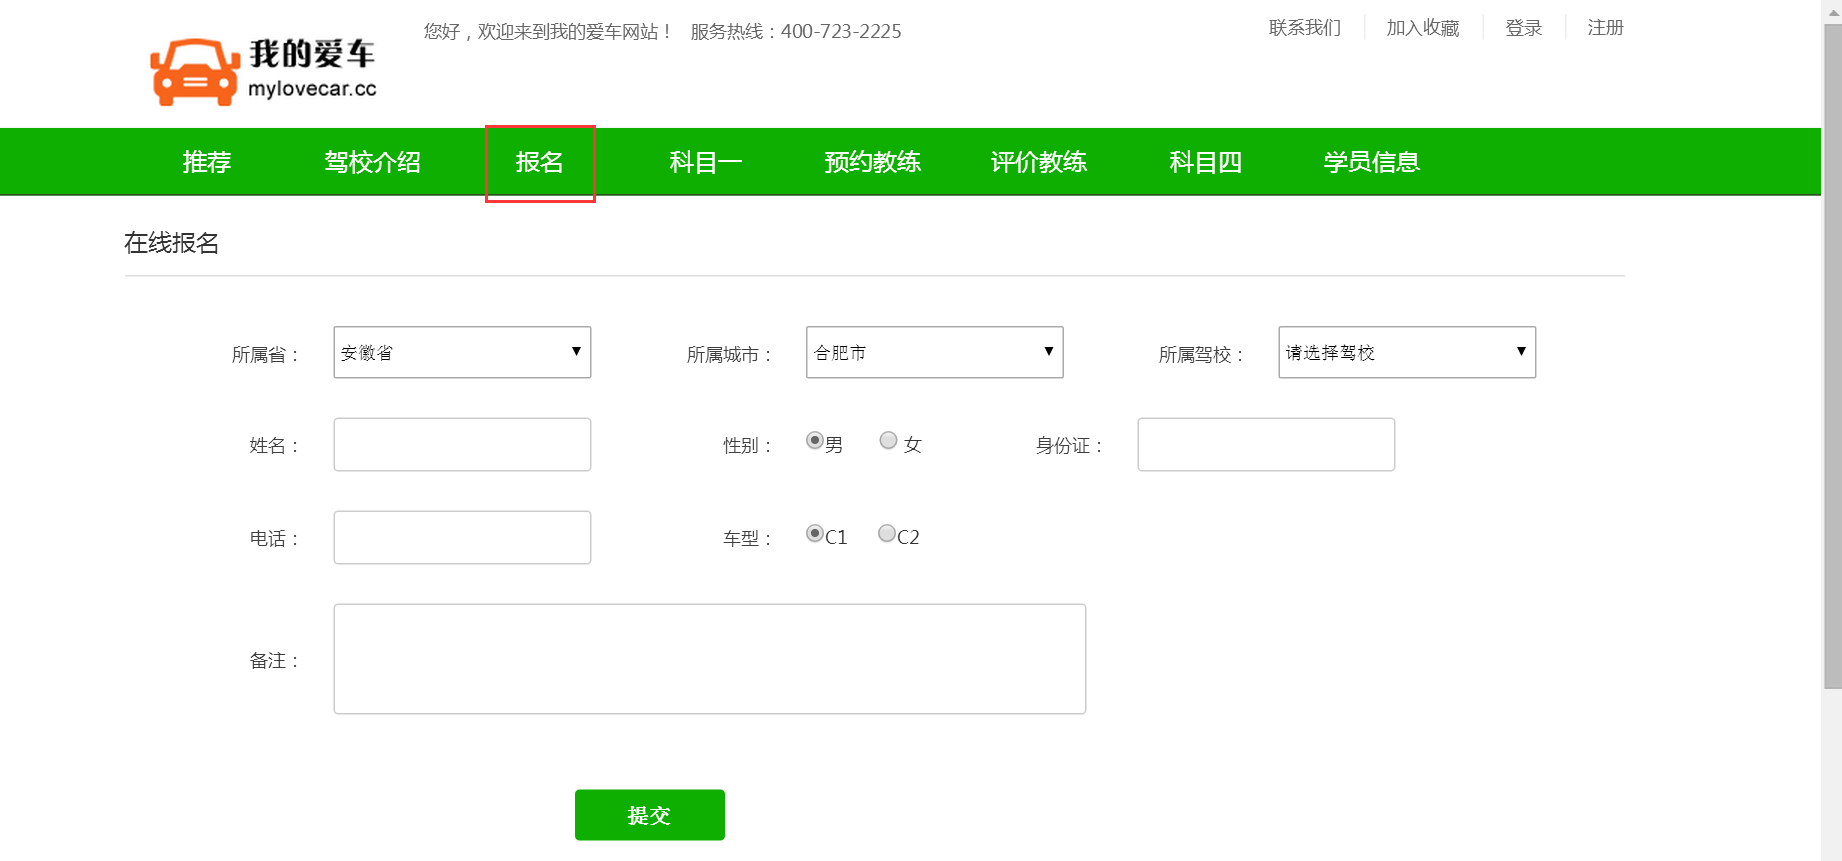 您好，欢迎来到我的爱车网站！ 服务热线：400-723-2225
联系我们 加入收藏 登录 注册
我的爱车
mylovecar.cc
推荐 驾校介绍 报名 科目一 预约教练 评价教练 科目四 学员信息
在线报名
所属省： 安徽省 所属城市： 合肥市 所属驾校： 请选择驾校
姓名： 性别： 男 女 身份证：
电话： 车型： C1 C2
备注：
提交